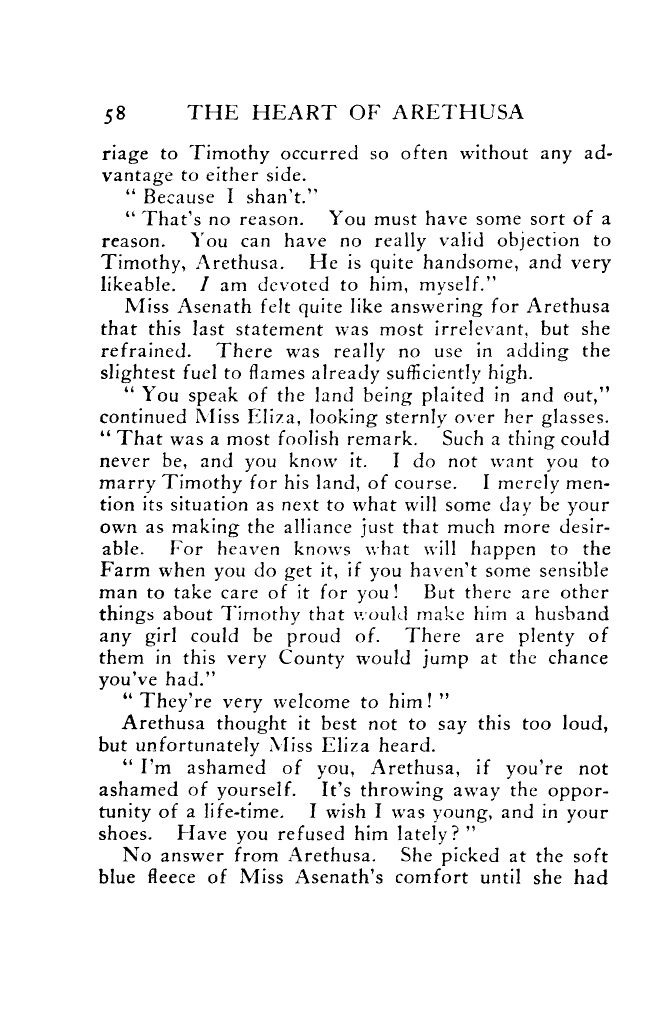 58 THE HEART OF ARETHUSA
riage to Timothy occurred so often without any ad-
vantage to either side.
“ Because I shan't.”
“ That's no reason. You must have some sort of a
reason. You can have no really valid objection to
Timothy, Arethusa. He is quite handsome, and very
likeable. I am devoted to him, myself.”
Miss Asenath felt quite like answering for Arethusa
that this last statement was most irrelevant, but she
refrained. There was really no use in adding the
slightest fuel to flames already sufficiently high.
“ You speak of the land being plaited in and out,”
continued Miss Eliza, looking sternly over her glasses.
“ That was a most foolish remark. Such a thing could
never be, and you know it. I do not want you to
marry Timothy for his land, of course. I merely men-
tion its situation as next to what will some day be your
own as making the alliance just that much more desir-
able. For heaven knows what will happen to the
Farm when you do get it, if you haven't some sensible
man to take care of it for you! But there are other
things about Timothy that would make him a husband
any girl could be proud of. There are plenty of
them in this very County would jump at the chance
you've had.”
“ They're very welcome to him! ”
Arethusa thought it best not to say this too loud,
but unfortunately Miss Eliza heard.
“ I'm ashamed of you, Arethusa, if you're not
ashamed of yourself. It's throwing away the oppor-
tunity of a life-time. I wish I was young, and in your
shoes. Have you refused him lately? ”
No answer from Arethusa. She picked at the soft
blue fleece of Miss Asenath's comfort until she had